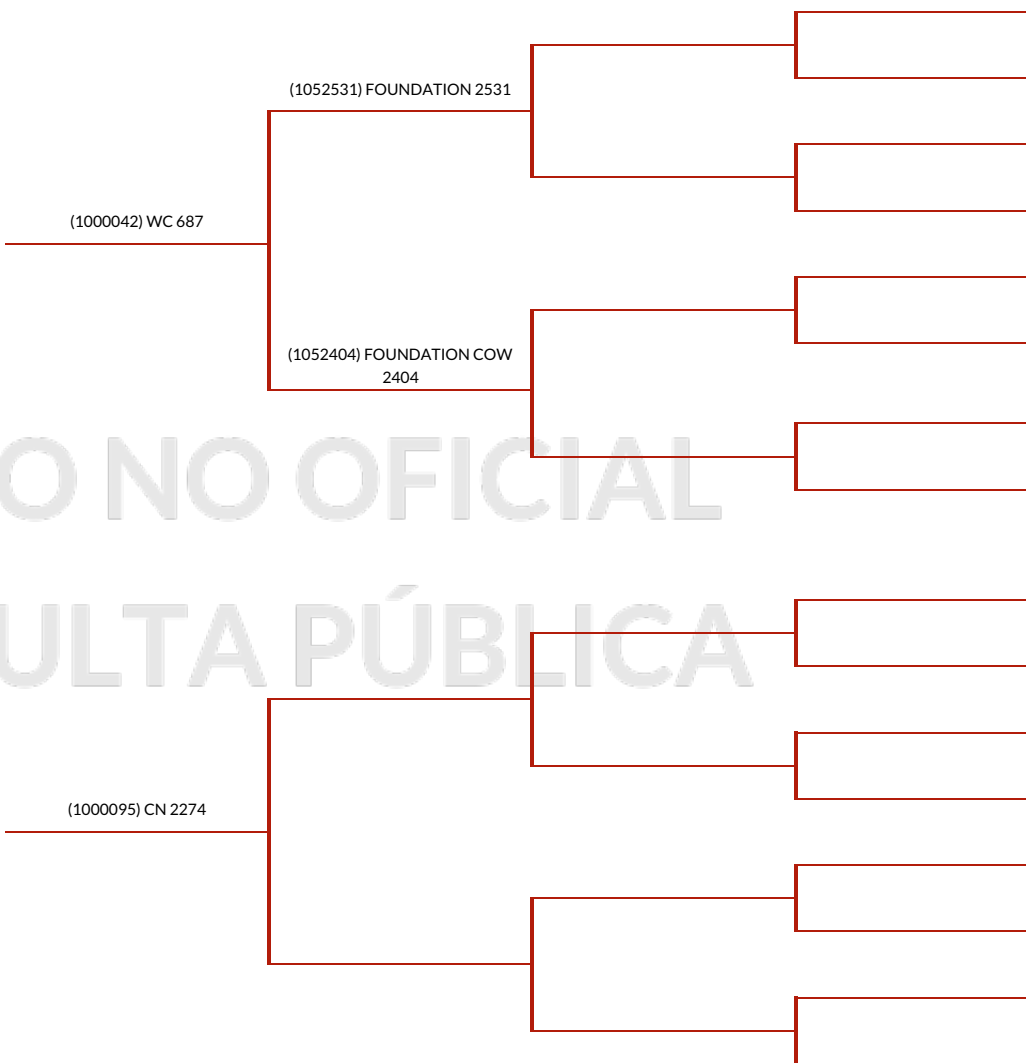 (1052531) FOUNDATION 2531
(1000042) WC 687
(1052404) FOUNDATION COW
2404
O NO OFICIAL
ULTA PÚBLICA
(1000095) CN 2274